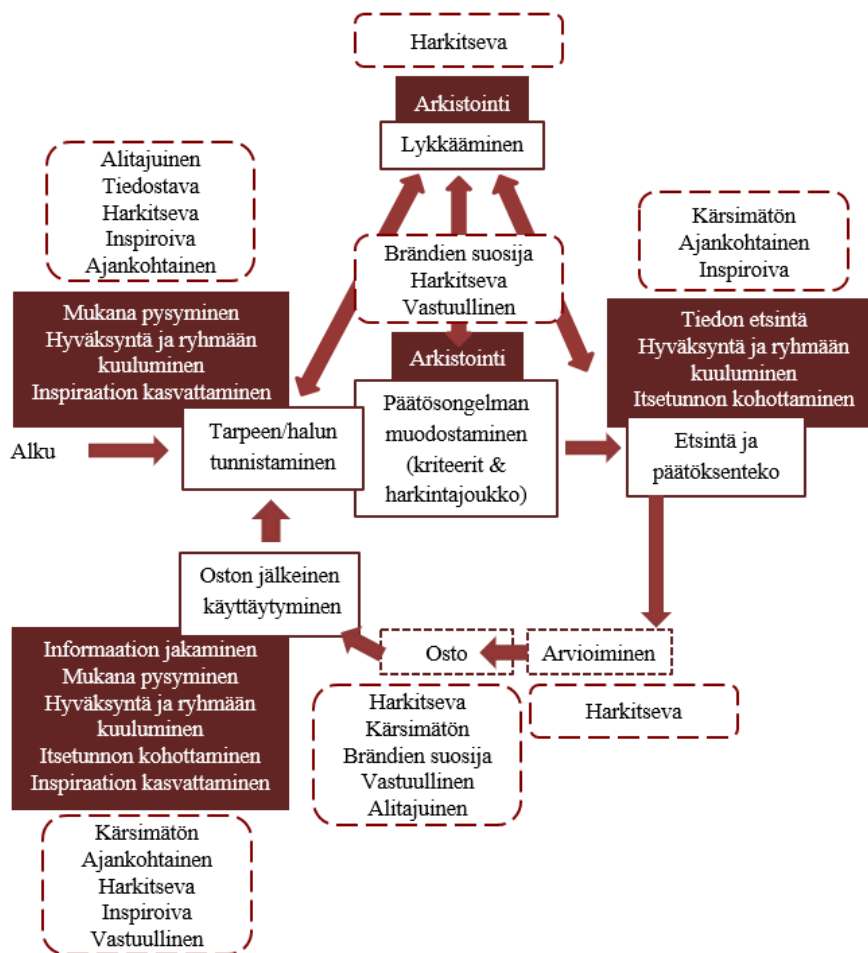 Harkitseva
Arkistointi
Lykkääminen
Alitajuinen
Tiedostava
Harkitseva
Inspiroiva
Ajankohtainen
Kärsimätön
Ajankohtainen
Inspiroiva
Brändien suosija
Harkitseva
Vastuullinen
Mukana pysyminen
Hyväksyntä ja ryhmään
kuuluminen
Inspiraation kasvattaminen
Arkistointi
Tiedon etsintä
Hyväksyntä ja ryhmään
kuuluminen
Itsetunnon kohottaminen
Alku
Tarpeen/halun
tunnistaminen
Päätösongelman
muodostaminen
(kriteerit &
harkintajoukko)
Etsintä ja
päätöksenteko
Oston jälkeinen
käyttäytyminen
Osto
Arvioiminen
Informaation jakaminen
Mukana pysyminen
Hyväksyntä ja ryhmään
kuuluminen
Itsetunnon kohottaminen
Inspiraation kasvattaminen
Harkitseva
Kärsimätön
Brändien suosija
Vastuullinen
Alitajuinen
Harkitseva
Kärsimätön
Ajankohtainen
Harkitseva
Inspiroiva
Vastuullinen